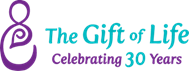 The Gift of Life
Celebrating 30 Years